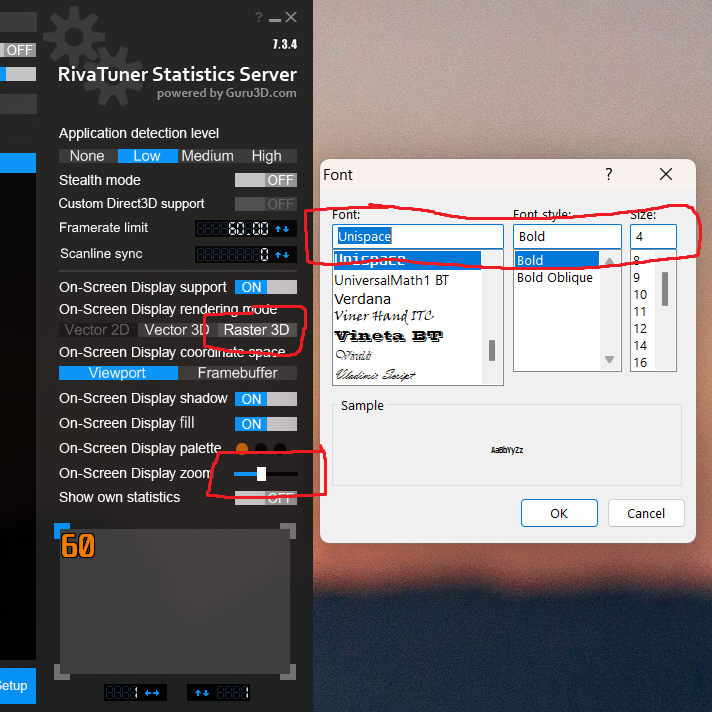 OFF
? 
7.3.4
RivaTuner Statistics Server
powered by Guru3D.com
Application detection level
None Low Medium High
Stealth mode OFF
Custom Direct3D support OFF
Framerate limit 60.00
Scanline sync 0
On-Screen Display support ON
On-Screen Display rendering mode
Vector 2D Vector 3D Raster 3D
On-Screen Display coordinate space
Viewport Framebuffer
On-Screen Display shadow ON
On-Screen Display fill ON
On-Screen Display palette
On-Screen Display zoom
Show own statistics OFF
60
1 1
Setup
Font ?
Font: Font style: Size:
Unispace Bold 4
Unispace Bold 8
UniversalMath1 BT Bold Oblique 9
Verdana 10
Viner Hand ITC 11
Vineta BT 12
Vivaldi 14
Vladimir Script 16
Sample
AaBbYyZz
OK Cancel